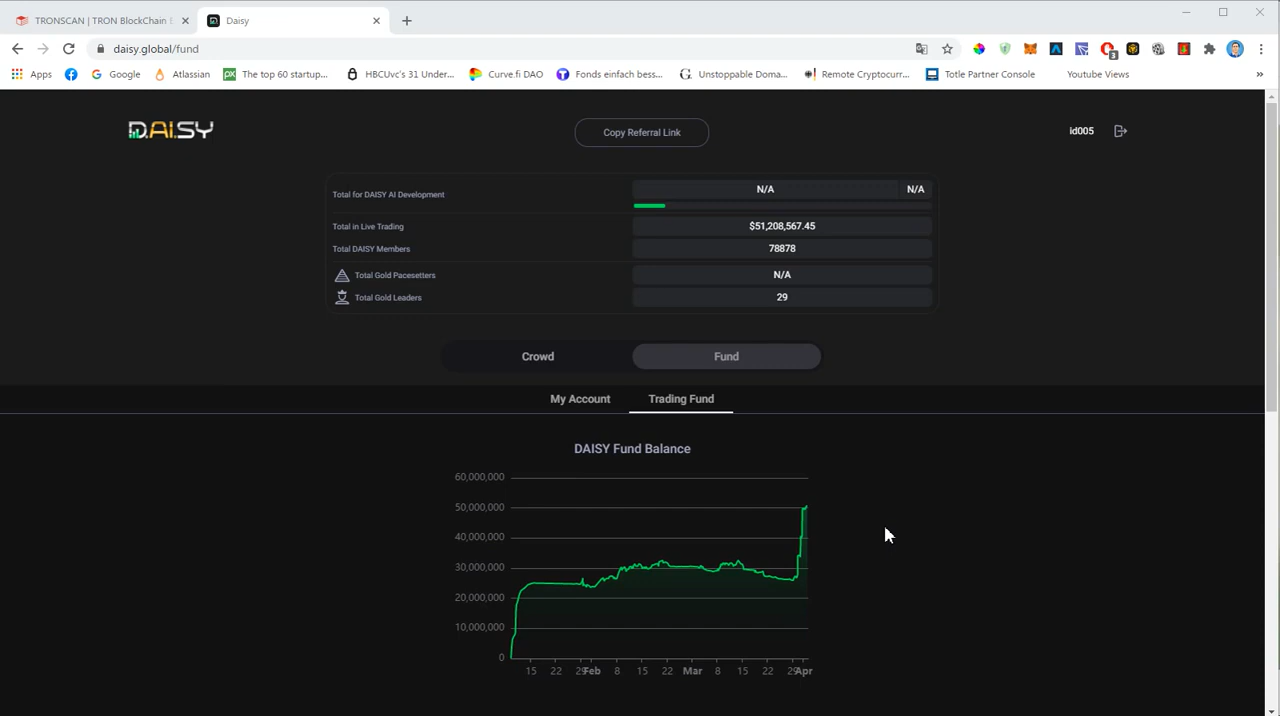 TRONSCAN | TRON BlockChain E
Daisy
daisy.global/fund
3
Apps
Google
Atlassian
The top 60 startup...
HBCUvc's 31 Under...
Curve.fi DAO
Fonds einfach bess...
Unstoppable Doma...
Remote Cryptocurr...
Totle Partner Console
Youtube Views
D.AI.SY
Copy Referral Link
id005
Total for DAISY AI Development
N/A
N/A
Total in Live Trading
$51,208,567.45
Total DAISY Members
78878
Total Gold Pacesetters
N/A
Total Gold Leaders
29
Crowd
Fund
My Account
Trading Fund
DAISY Fund Balance
60,000,000
50,000,000
40,000,000
30,000,000
20,000,000
10,000,000
0
15 22 29 Feb 8 15 22 Mar 8 15 22 29 Apr